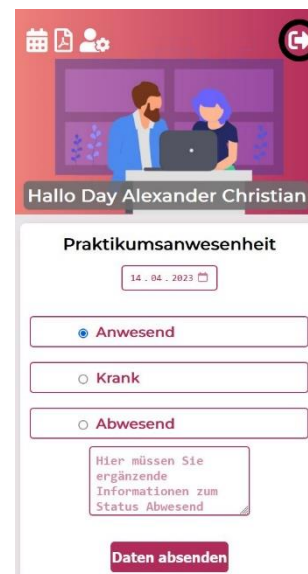 Hallo Day Alexander Christian
Praktikumsanwesenheit
14.04.2023
Anwesend
Krank
Abwesend
Hier müssen Sie
ergänzende
Informationen zum
Status Abwesend
Daten absenden